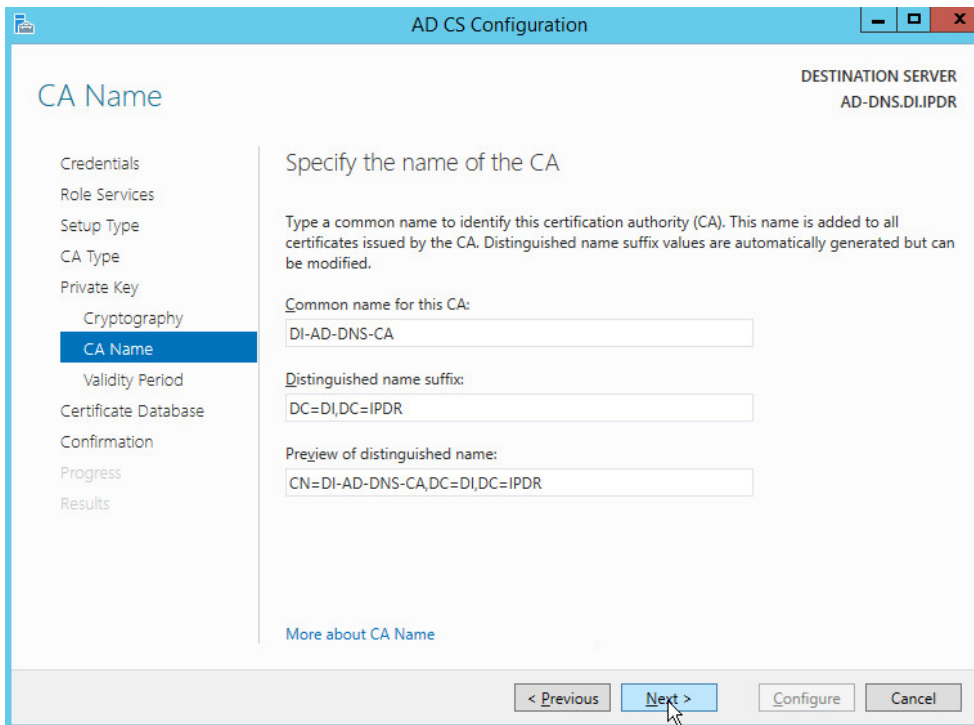 AD CS Configuration
CA Name
DESTINATION SERVER
AD-DNS.DI.IPDR
Credentials
Role Services
Setup Type
CA Type
Private Key
Cryptography
CA Name
Validity Period
Certificate Database
Confirmation
Progress
Results
Specify the name of the CA
Type a common name to identify this certification authority (CA). This name is added to all
certificates issued by the CA. Distinguished name suffix values are automatically generated but can
be modified.
Common name for this CA:
DI-AD-DNS-CA
Distinguished name suffix:
DC=DI,DC=IPDR
Preview of distinguished name:
CN=DI-AD-DNS-CA,DC=DI,DC=IPDR
More about CA Name
< Previous
Next >
Configure
Cancel